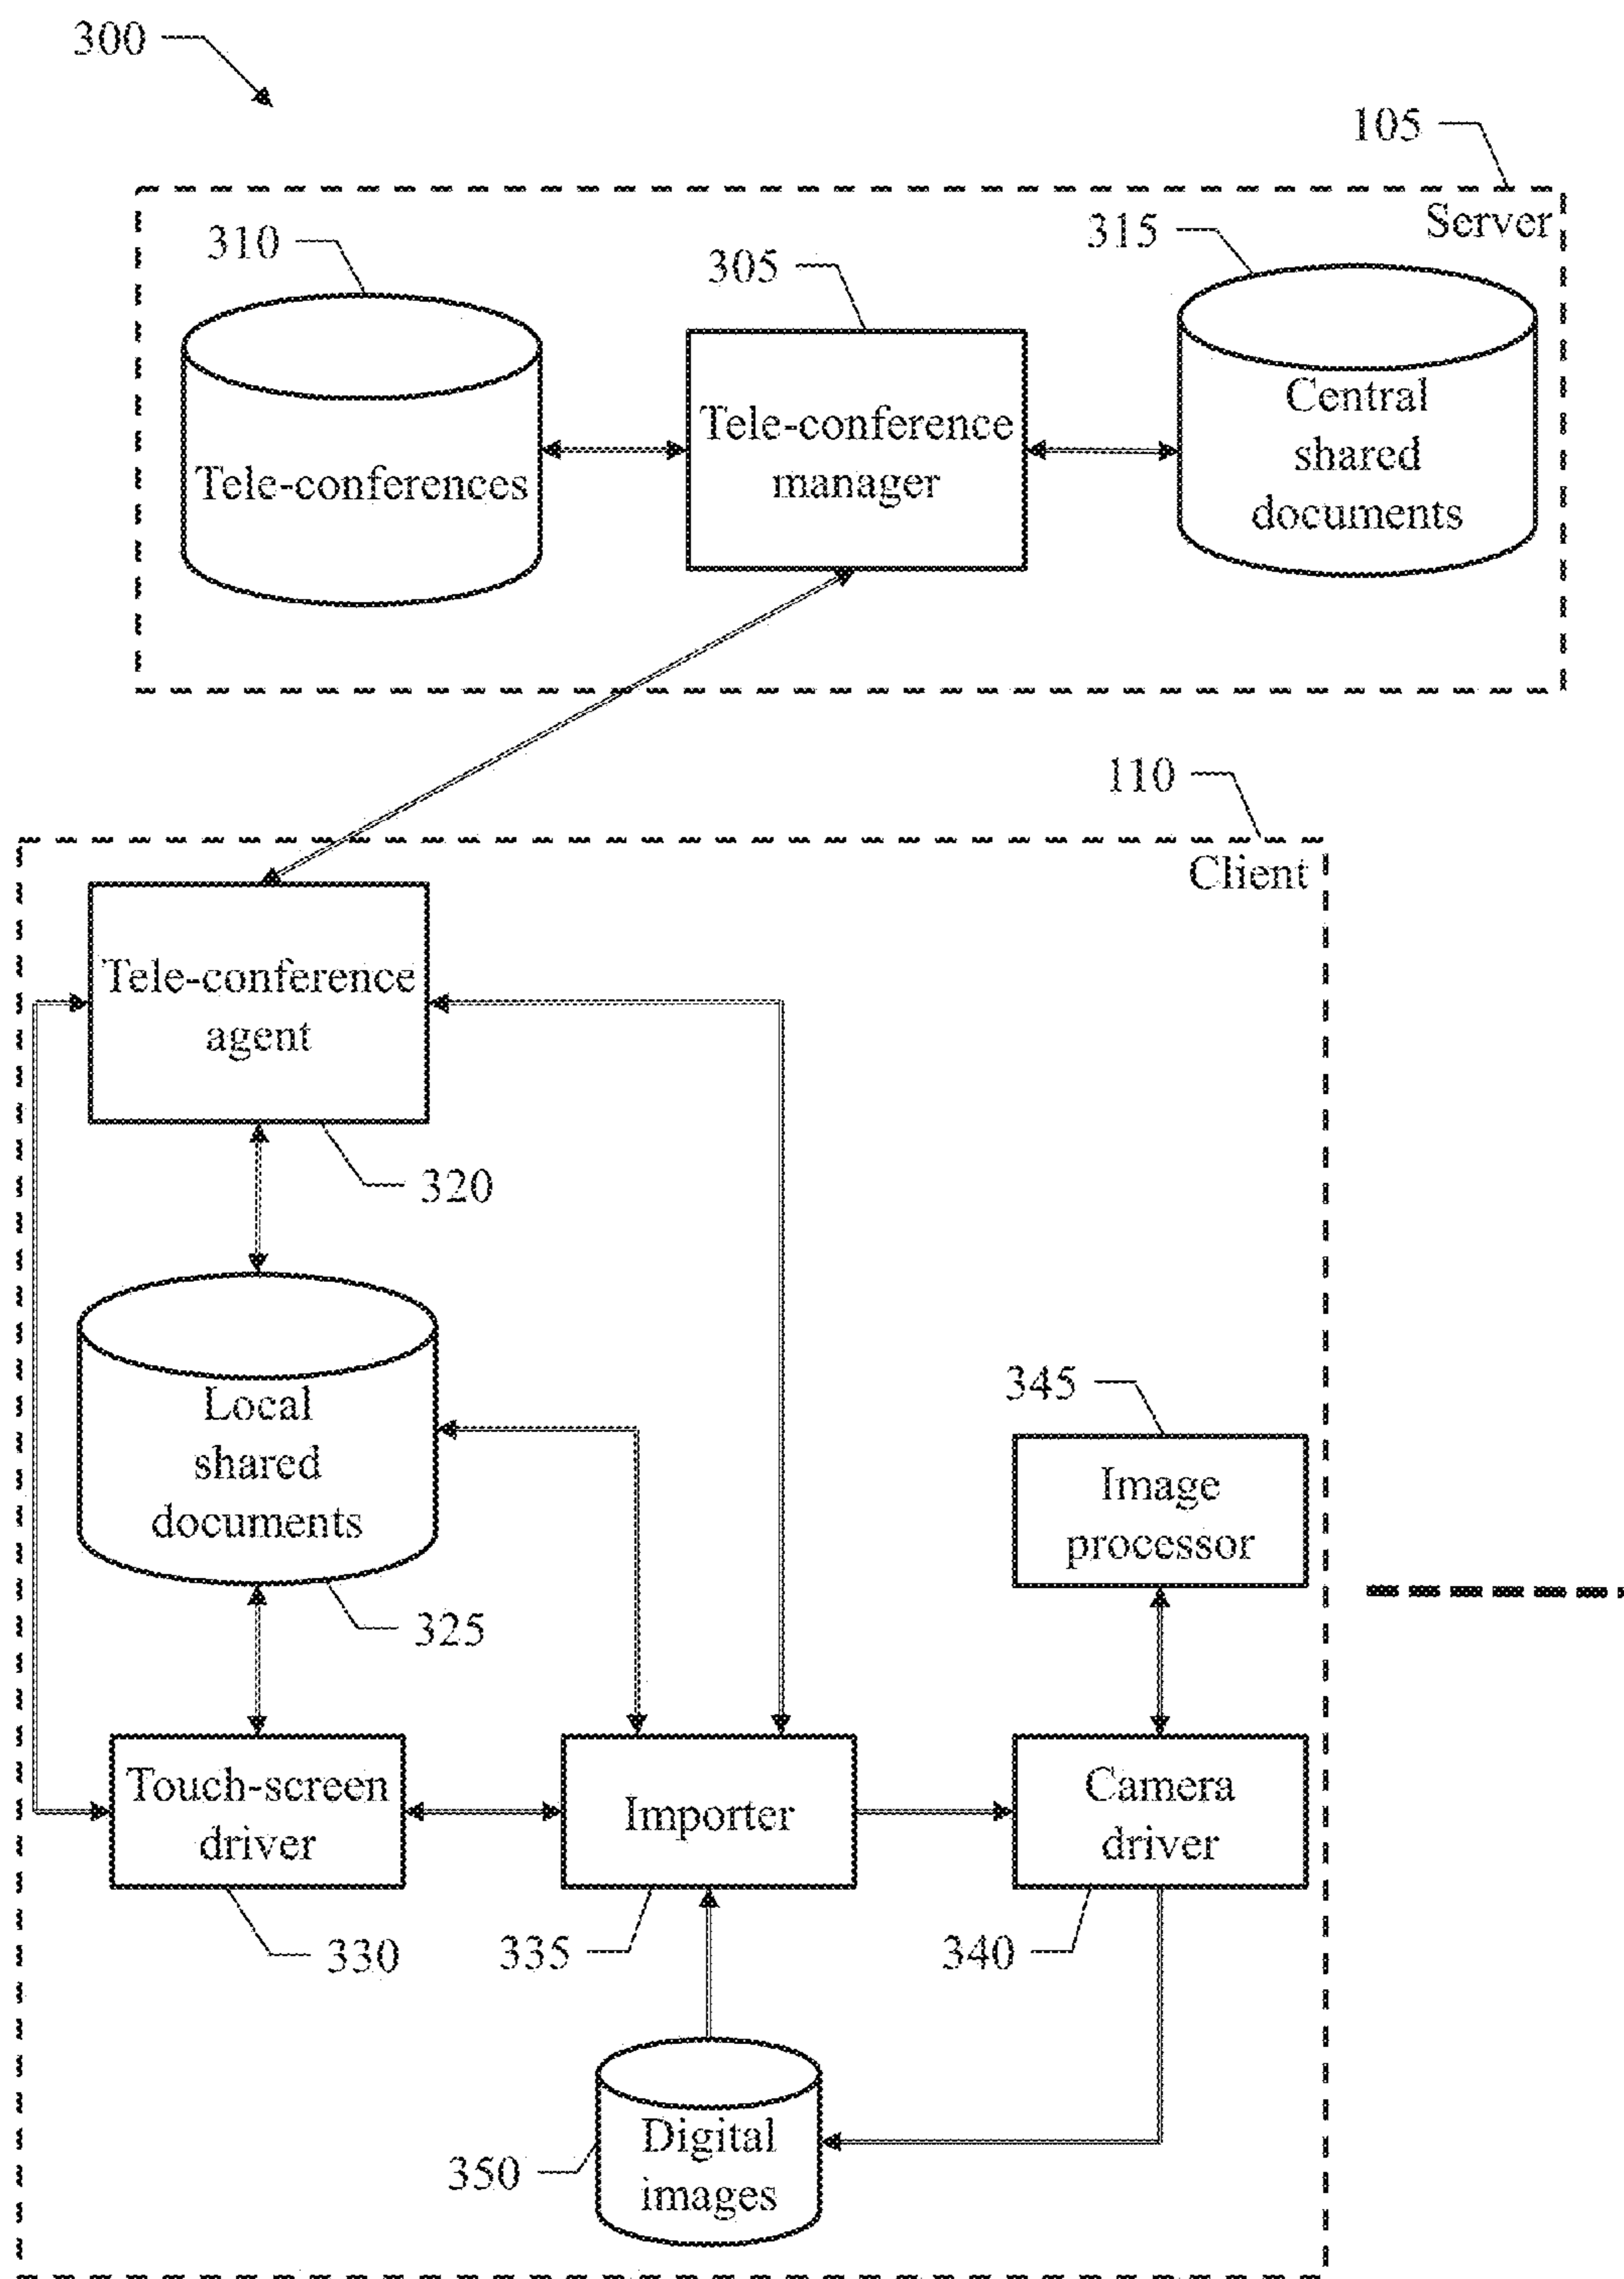 300
105
Server
310
305
315
Tele-conferences
Tele-conference
manager
Central
shared
documents
110
Client
Tele-conference
agent
320
Local
shared
documents
325
345
Image
processor
Touch-screen
driver
Importer
Camera
driver
330
335
340
Digital
images
350